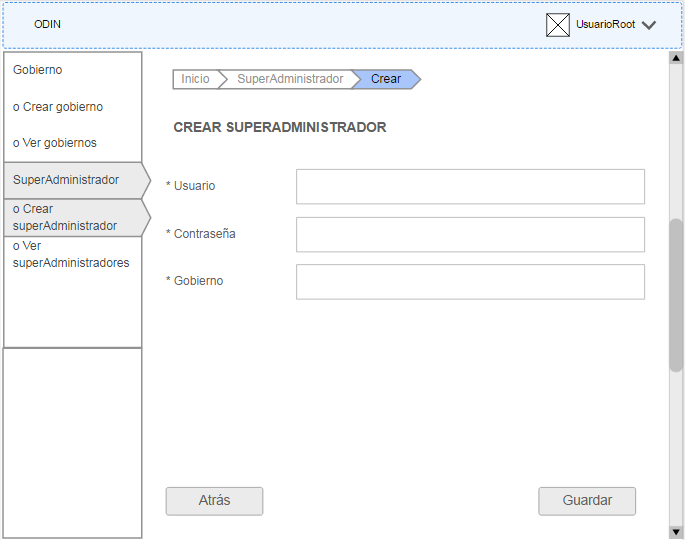 ODIN
UsuarioRoot
Gobierno
o Crear gobierno
o Ver gobiernos
SuperAdministrador
o Crear
superAdministrador
o Ver
superAdministradores
Inicio
SuperAdministrador
Crear
CREAR SUPERADMINISTRADOR
* Usuario
* Contraseña
* Gobierno
Atrás
Guardar